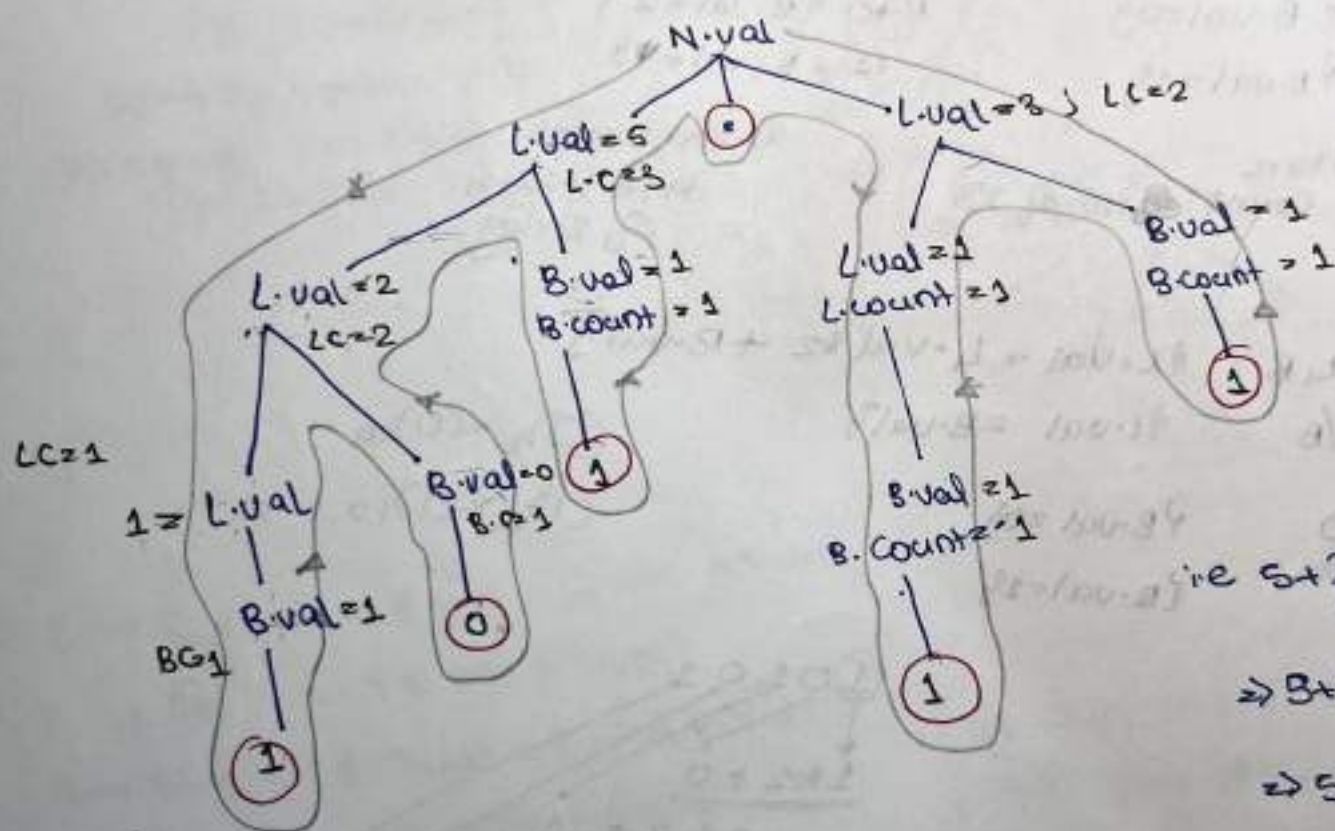 N.val
L.val=5
L.C=3
.
L.val=3 ; LC=2
L.val=2
LC=2
B.val=1
B.count=1
L.val=1
L.count=1
B.val=1
B.count=1
1
LC=1
1= L.val
B.val=0
B.C=1
1
B.val=1
B.count=1
B.val=1
BC=1
0
1
1
i.e 5+
=> 5+
=> 5